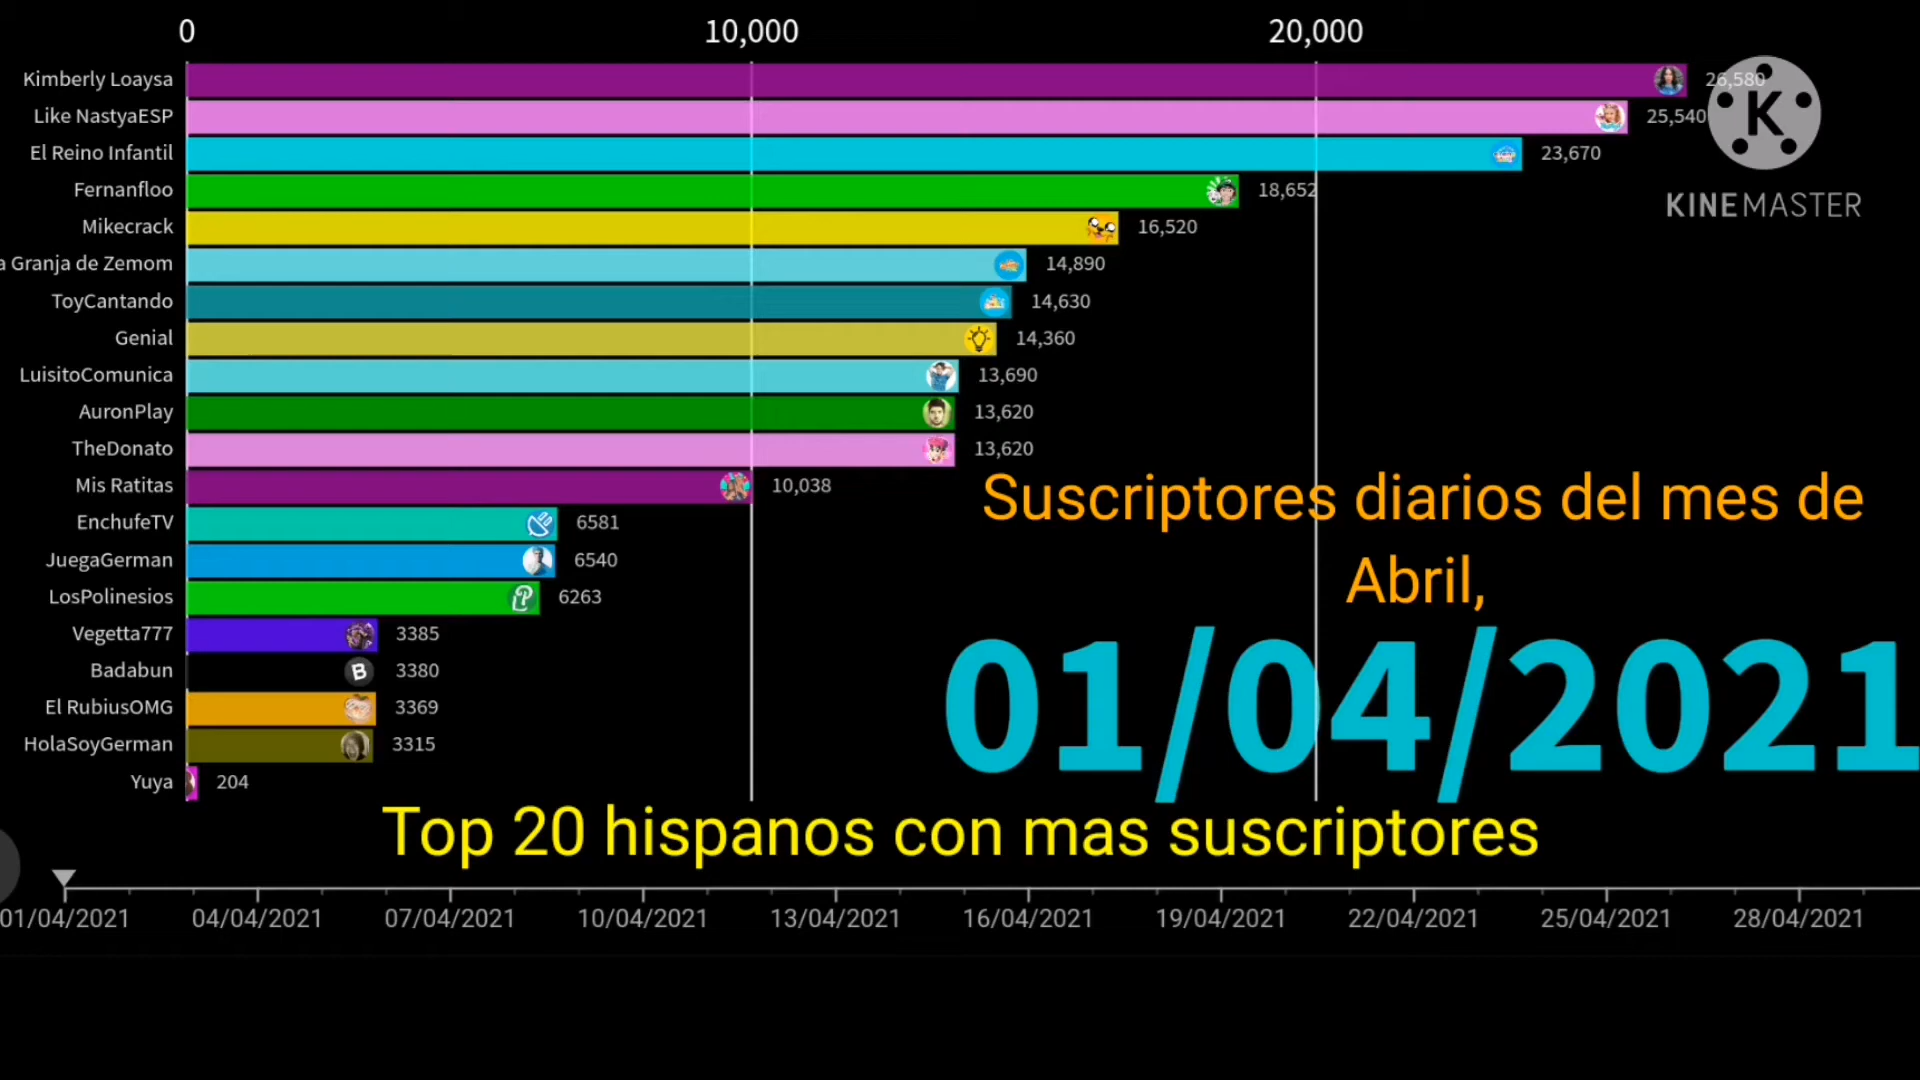 0 10,000 20,000
Kimberly Loaysa 26,580
Like NastyaESP 25,540
El Reino Infantil 23,670
Fernanfloo 18,652
Mikecrack 16,520
a Granja de Zemom 14,890
ToyCantando 14,630
Genial 14,360
LuisitoComunica 13,690
AuronPlay 13,620
TheDonato 13,620
Mis Ratitas 10,038
EnchufeTV 6581
JuegaGerman 6540
LosPolinesios 6263
Vegetta777 3385
Badabun B 3380
El RubiusOMG 3369
HolaSoyGerman 3315
Yuya 204
K
KINEMASTER
Suscriptores diarios del mes de
Abril,
01/04/2021
Top 20 hispanos con mas suscriptores
01/04/2021 04/04/2021 07/04/2021 10/04/2021 13/04/2021 16/04/2021 19/04/2021 22/04/2021 25/04/2021 28/04/2021